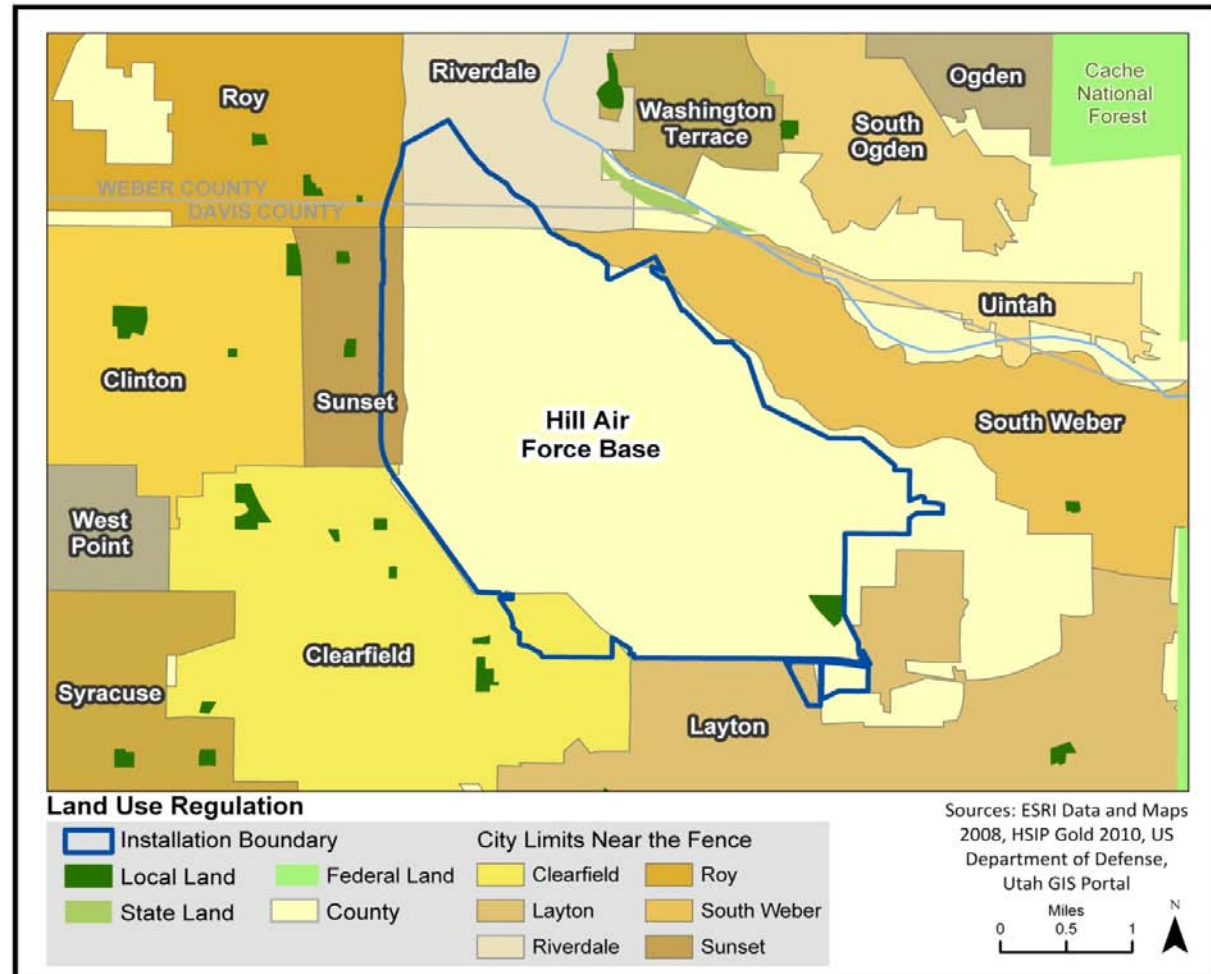 Roy
Riverdale
Washington
Terrace
South
Ogden
Ogden
Cache
National
Forest
WEBER COUNTY
DAVIS COUNTY
Uintah
Clinton
Sunset
Hill Air
Force Base
South Weber
West
Point
Clearfield
Syracuse
Layton
Land Use Regulation
Installation Boundary
Local Land
Federal Land
State Land
County
City Limits Near the Fence
Clearfield
Roy
Layton
South Weber
Riverdale
Sunset
Sources: ESRI Data and Maps
2008, HSIP Gold 2010, US
Department of Defense,
Utah GIS Portal
Miles
0 0.5 1
N